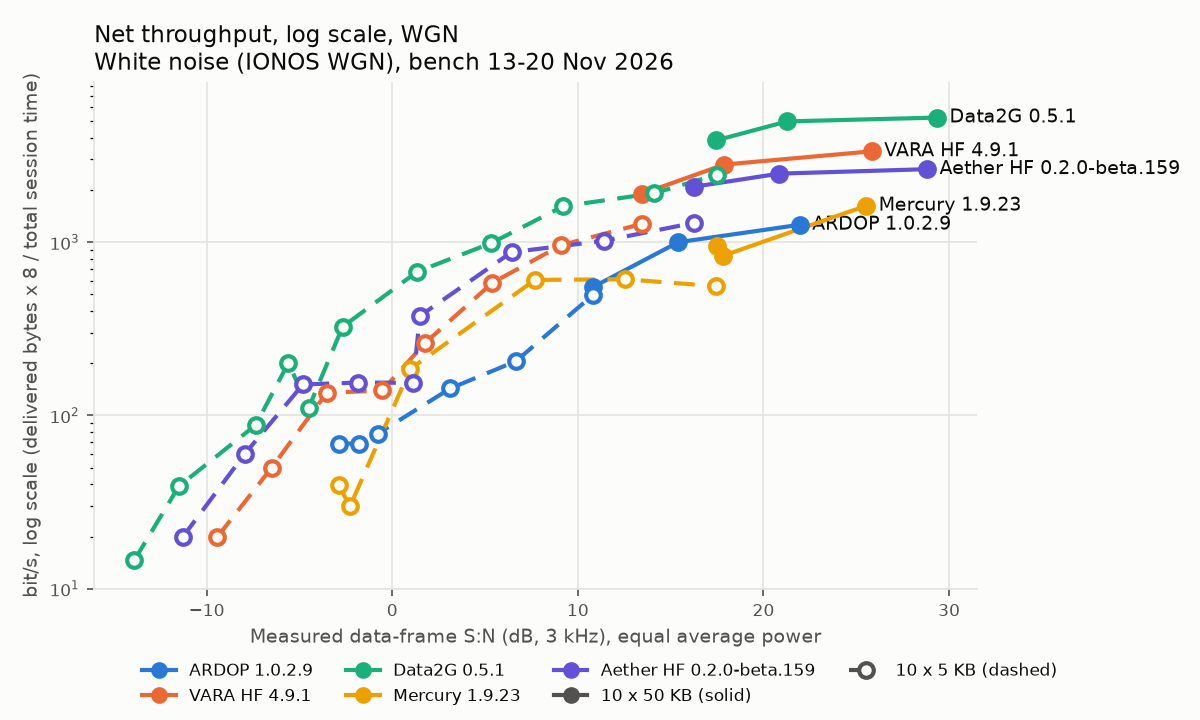 Net throughput, log scale, WGN
White noise (IONOS WGN), bench 13-20 Nov 2026
bit/s, log scale (delivered bytes x 8 / total session time)
10³
10²
10¹
Data2G 0.5.1
VARA HF 4.9.1
Aether HF 0.2.0-beta.159
Mercury 1.9.23
ARDOP 1.0.2.9
−10 0 10 20 30
Measured data-frame S:N (dB, 3 kHz), equal average power
ARDOP 1.0.2.9 Data2G 0.5.1 Aether HF 0.2.0-beta.159 10 x 5 KB (dashed)
VARA HF 4.9.1 Mercury 1.9.23 10 x 50 KB (solid)